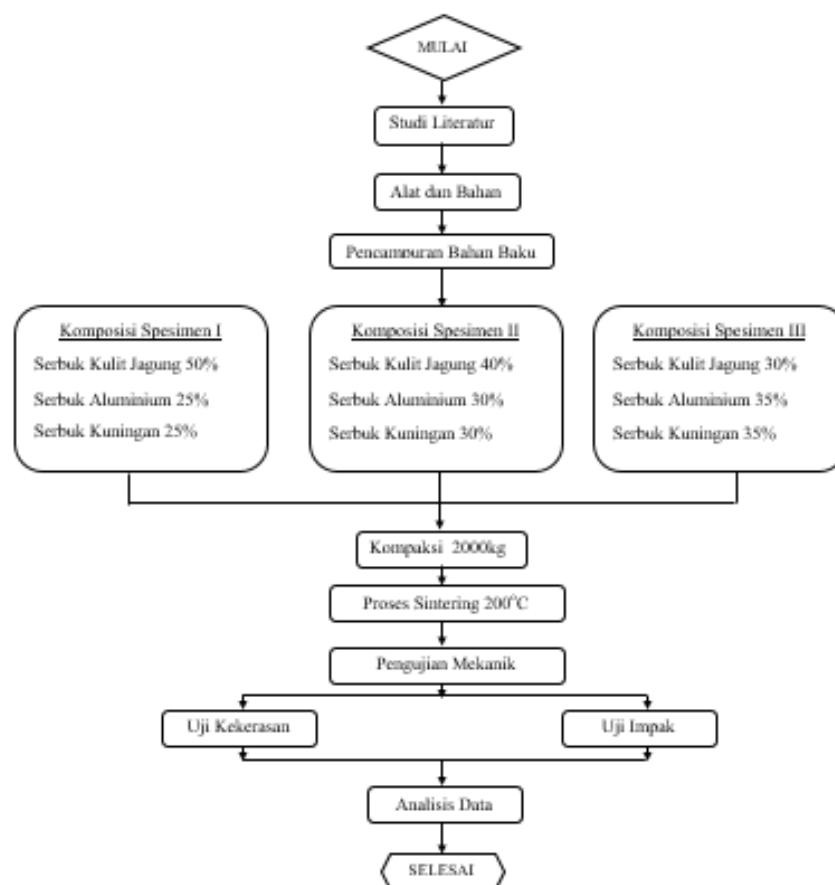 MULAI
Studi Literatur
Alat dan Bahan
Pencampuran Bahan Baku
Komposisi Spesimen I
Serbuk Kulit Jagung 50%
Serbuk Aluminium 25%
Serbuk Kuningan 25%
Komposisi Spesimen II
Serbuk Kulit Jagung 40%
Serbuk Aluminium 30%
Serbuk Kuningan 30%
Komposisi Spesimen III
Serbuk Kulit Jagung 30%
Serbuk Aluminium 35%
Serbuk Kuningan 35%
Kompaksi 2000kg
Proses Sintering 200°C
Pengujian Mekanik
Uji Kekerasan
Uji Impak
Analisis Data
SELESAI